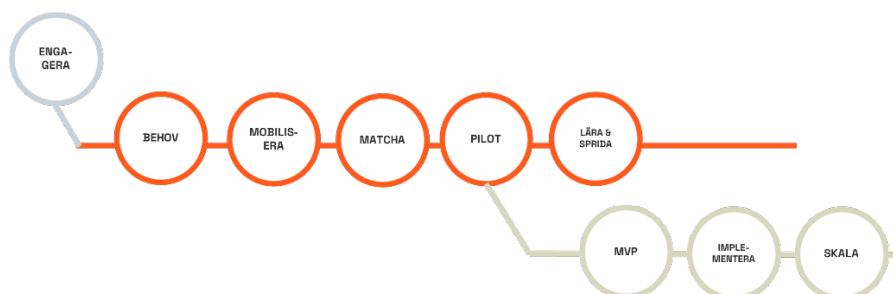 ENGA-
GERA
BEHOV
MOBILIS-
ERA
MATCHA
PILOT
LÄRA &
SPRIDA
MVP
IMPLE-
MENTERA
SKALA